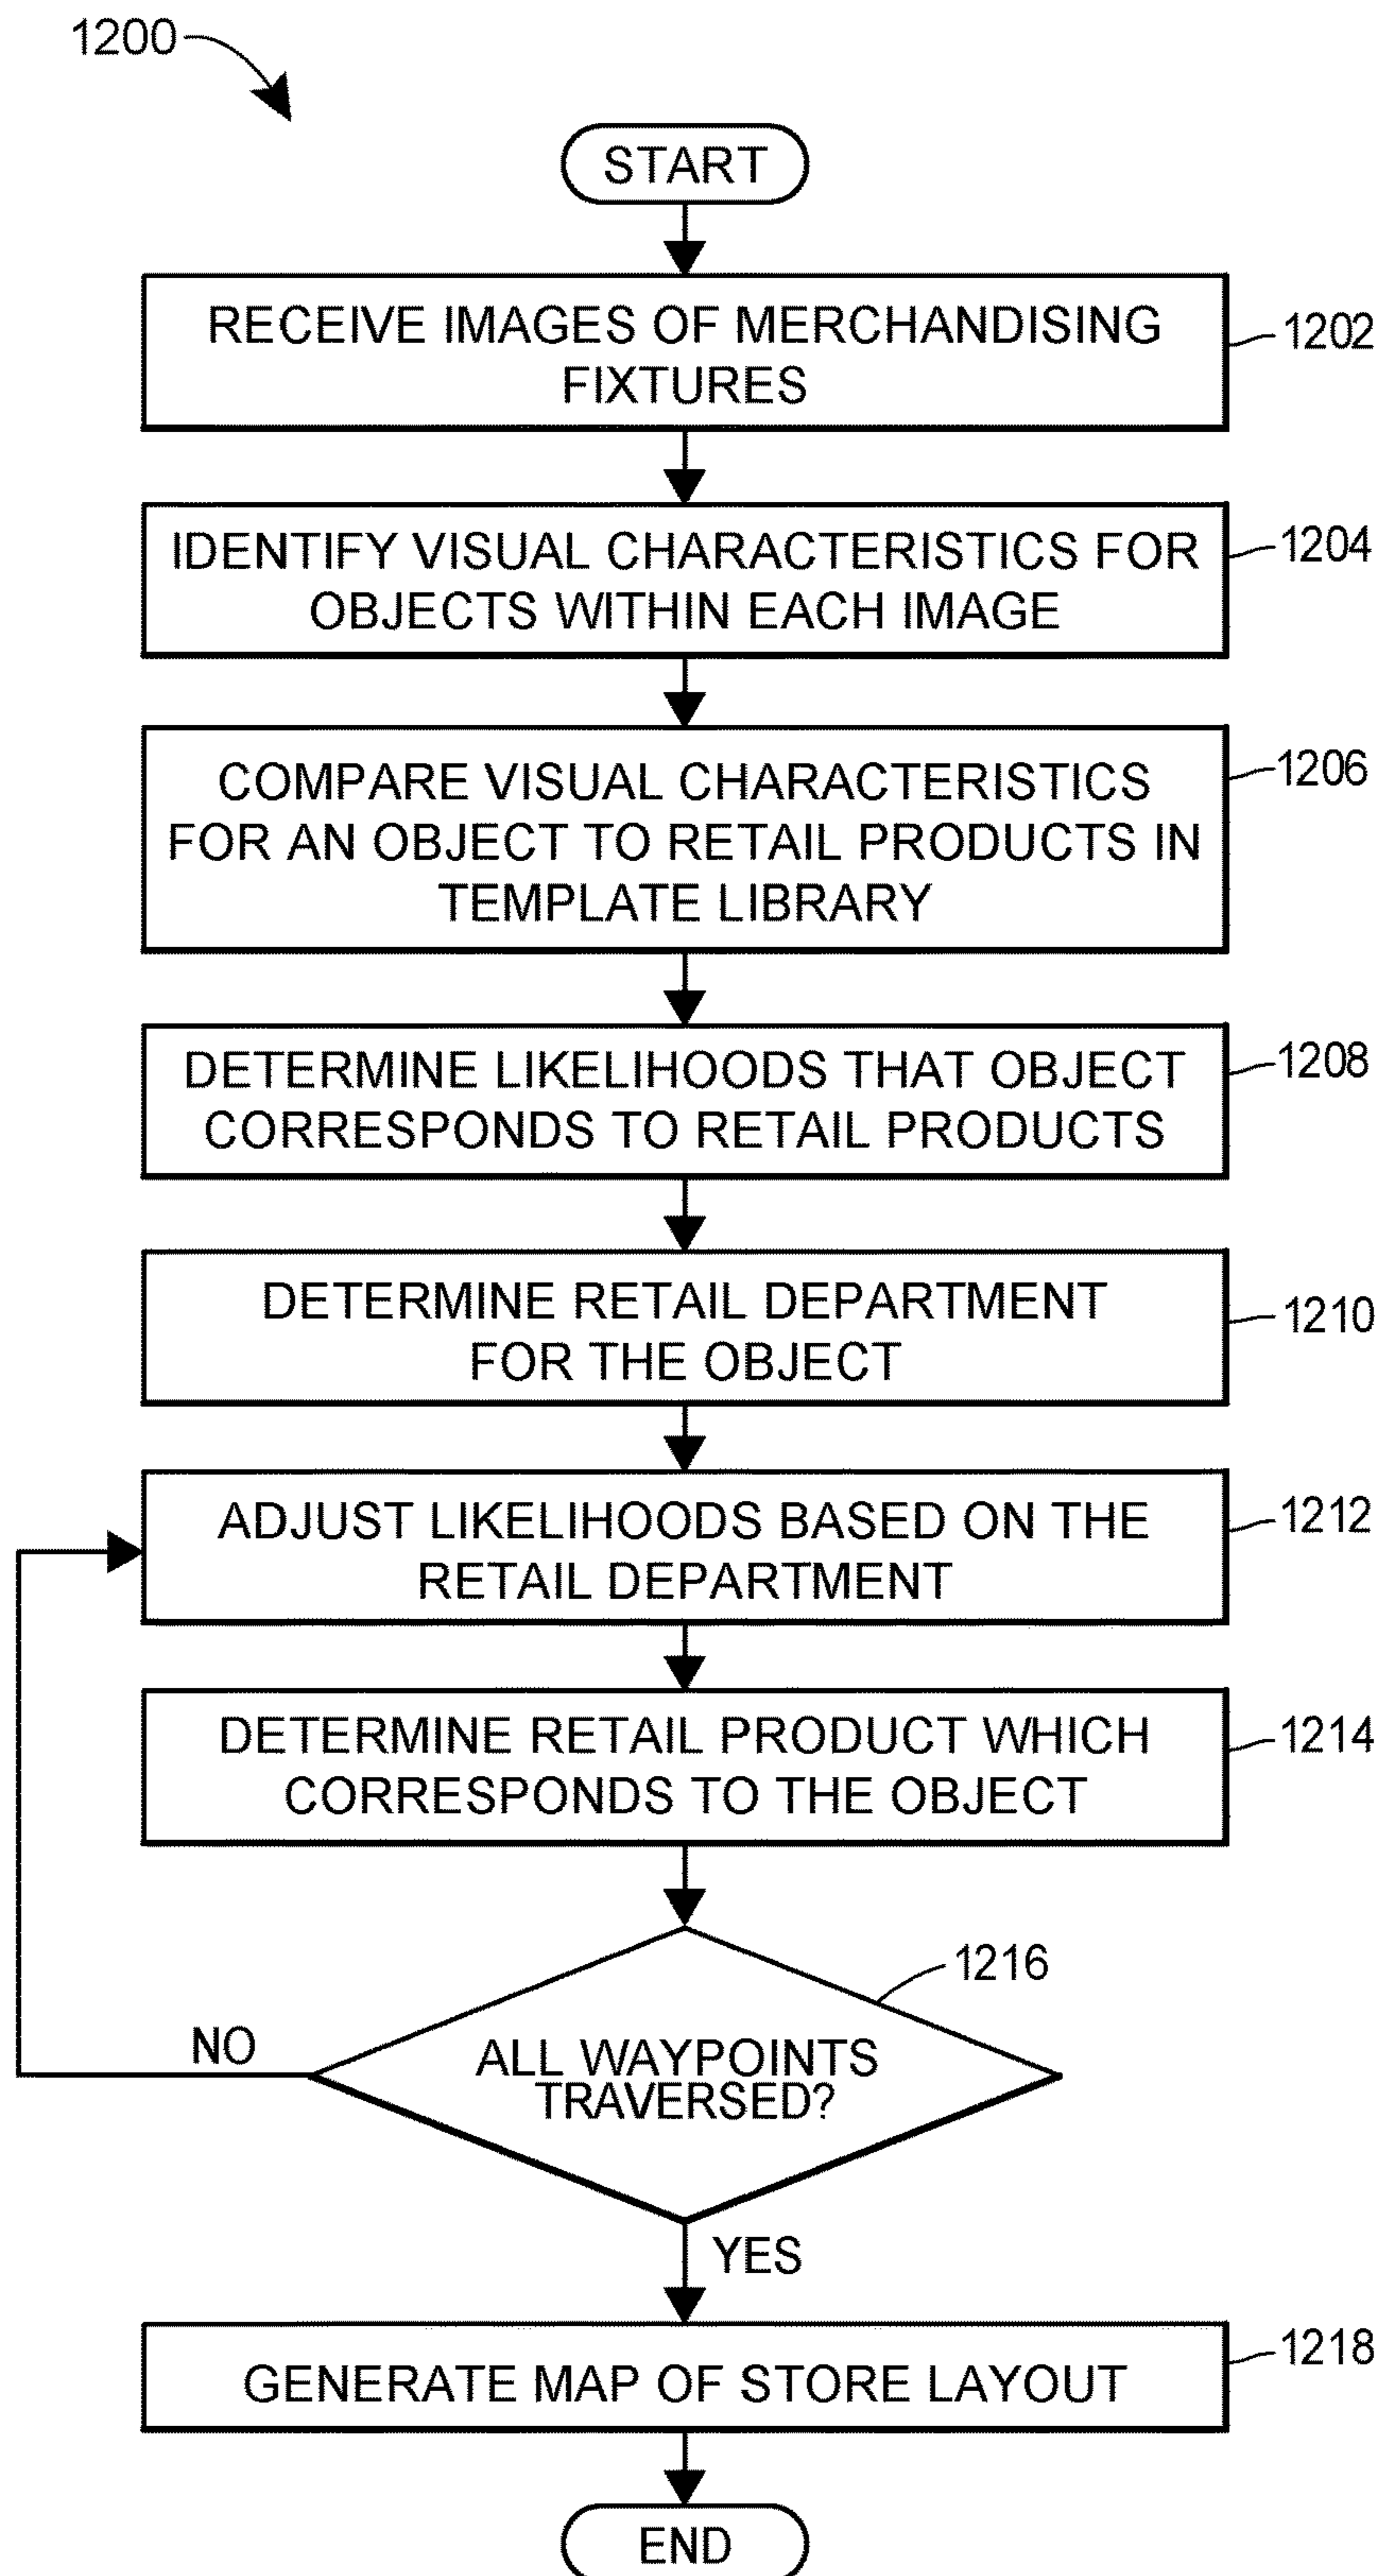 1200
START
RECEIVE IMAGES OF MERCHANDISING
FIXTURES
1202
IDENTIFY VISUAL CHARACTERISTICS FOR
OBJECTS WITHIN EACH IMAGE
1204
COMPARE VISUAL CHARACTERISTICS
FOR AN OBJECT TO RETAIL PRODUCTS IN
TEMPLATE LIBRARY
1206
DETERMINE LIKELIHOODS THAT OBJECT
CORRESPONDS TO RETAIL PRODUCTS
1208
DETERMINE RETAIL DEPARTMENT
FOR THE OBJECT
1210
ADJUST LIKELIHOODS BASED ON THE
RETAIL DEPARTMENT
1212
DETERMINE RETAIL PRODUCT WHICH
CORRESPONDS TO THE OBJECT
1214
1216
NO
ALL WAYPOINTS
TRAVERSED?
YES
GENERATE MAP OF STORE LAYOUT
1218
END